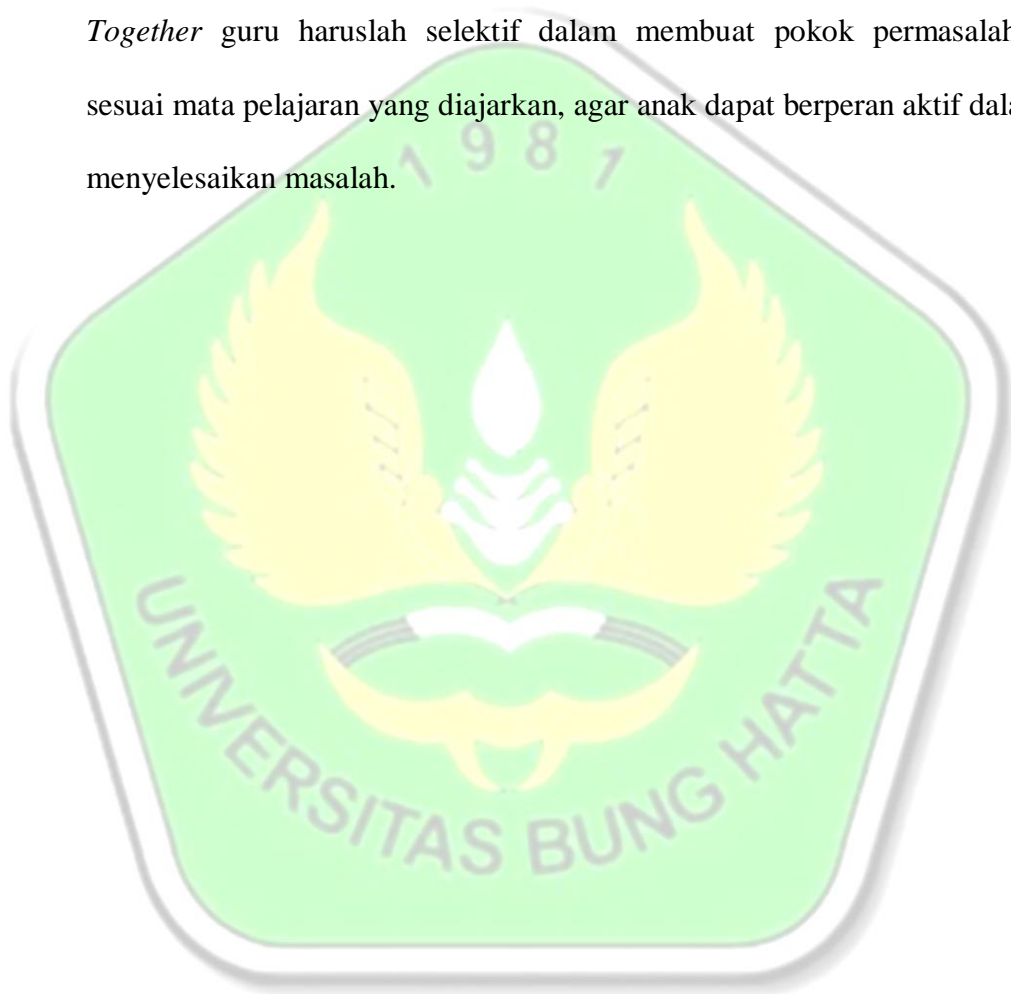 Together guru haruslah selektif dalam membuat pokok permasalah
sesuai mata pelajaran yang diajarkan, agar anak dapat berperan aktif dala
menyelesaikan masalah.
1981
UNIVERSITAS BUNG HATTA